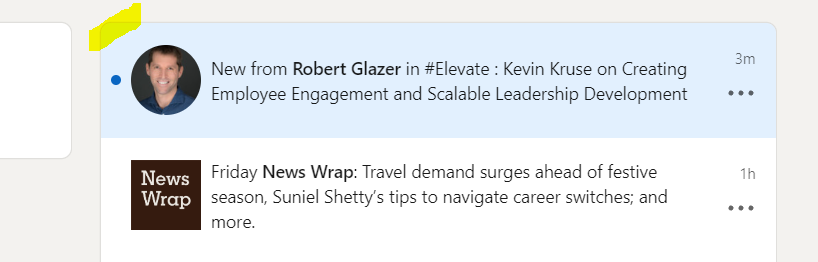 New from Robert Glazer in #Elevate : Kevin Kruse on Creating
Employee Engagement and Scalable Leadership Development
3m
News
Wrap
Friday News Wrap: Travel demand surges ahead of festive
season, Suniel Shetty’s tips to navigate career switches; and
more.
1h